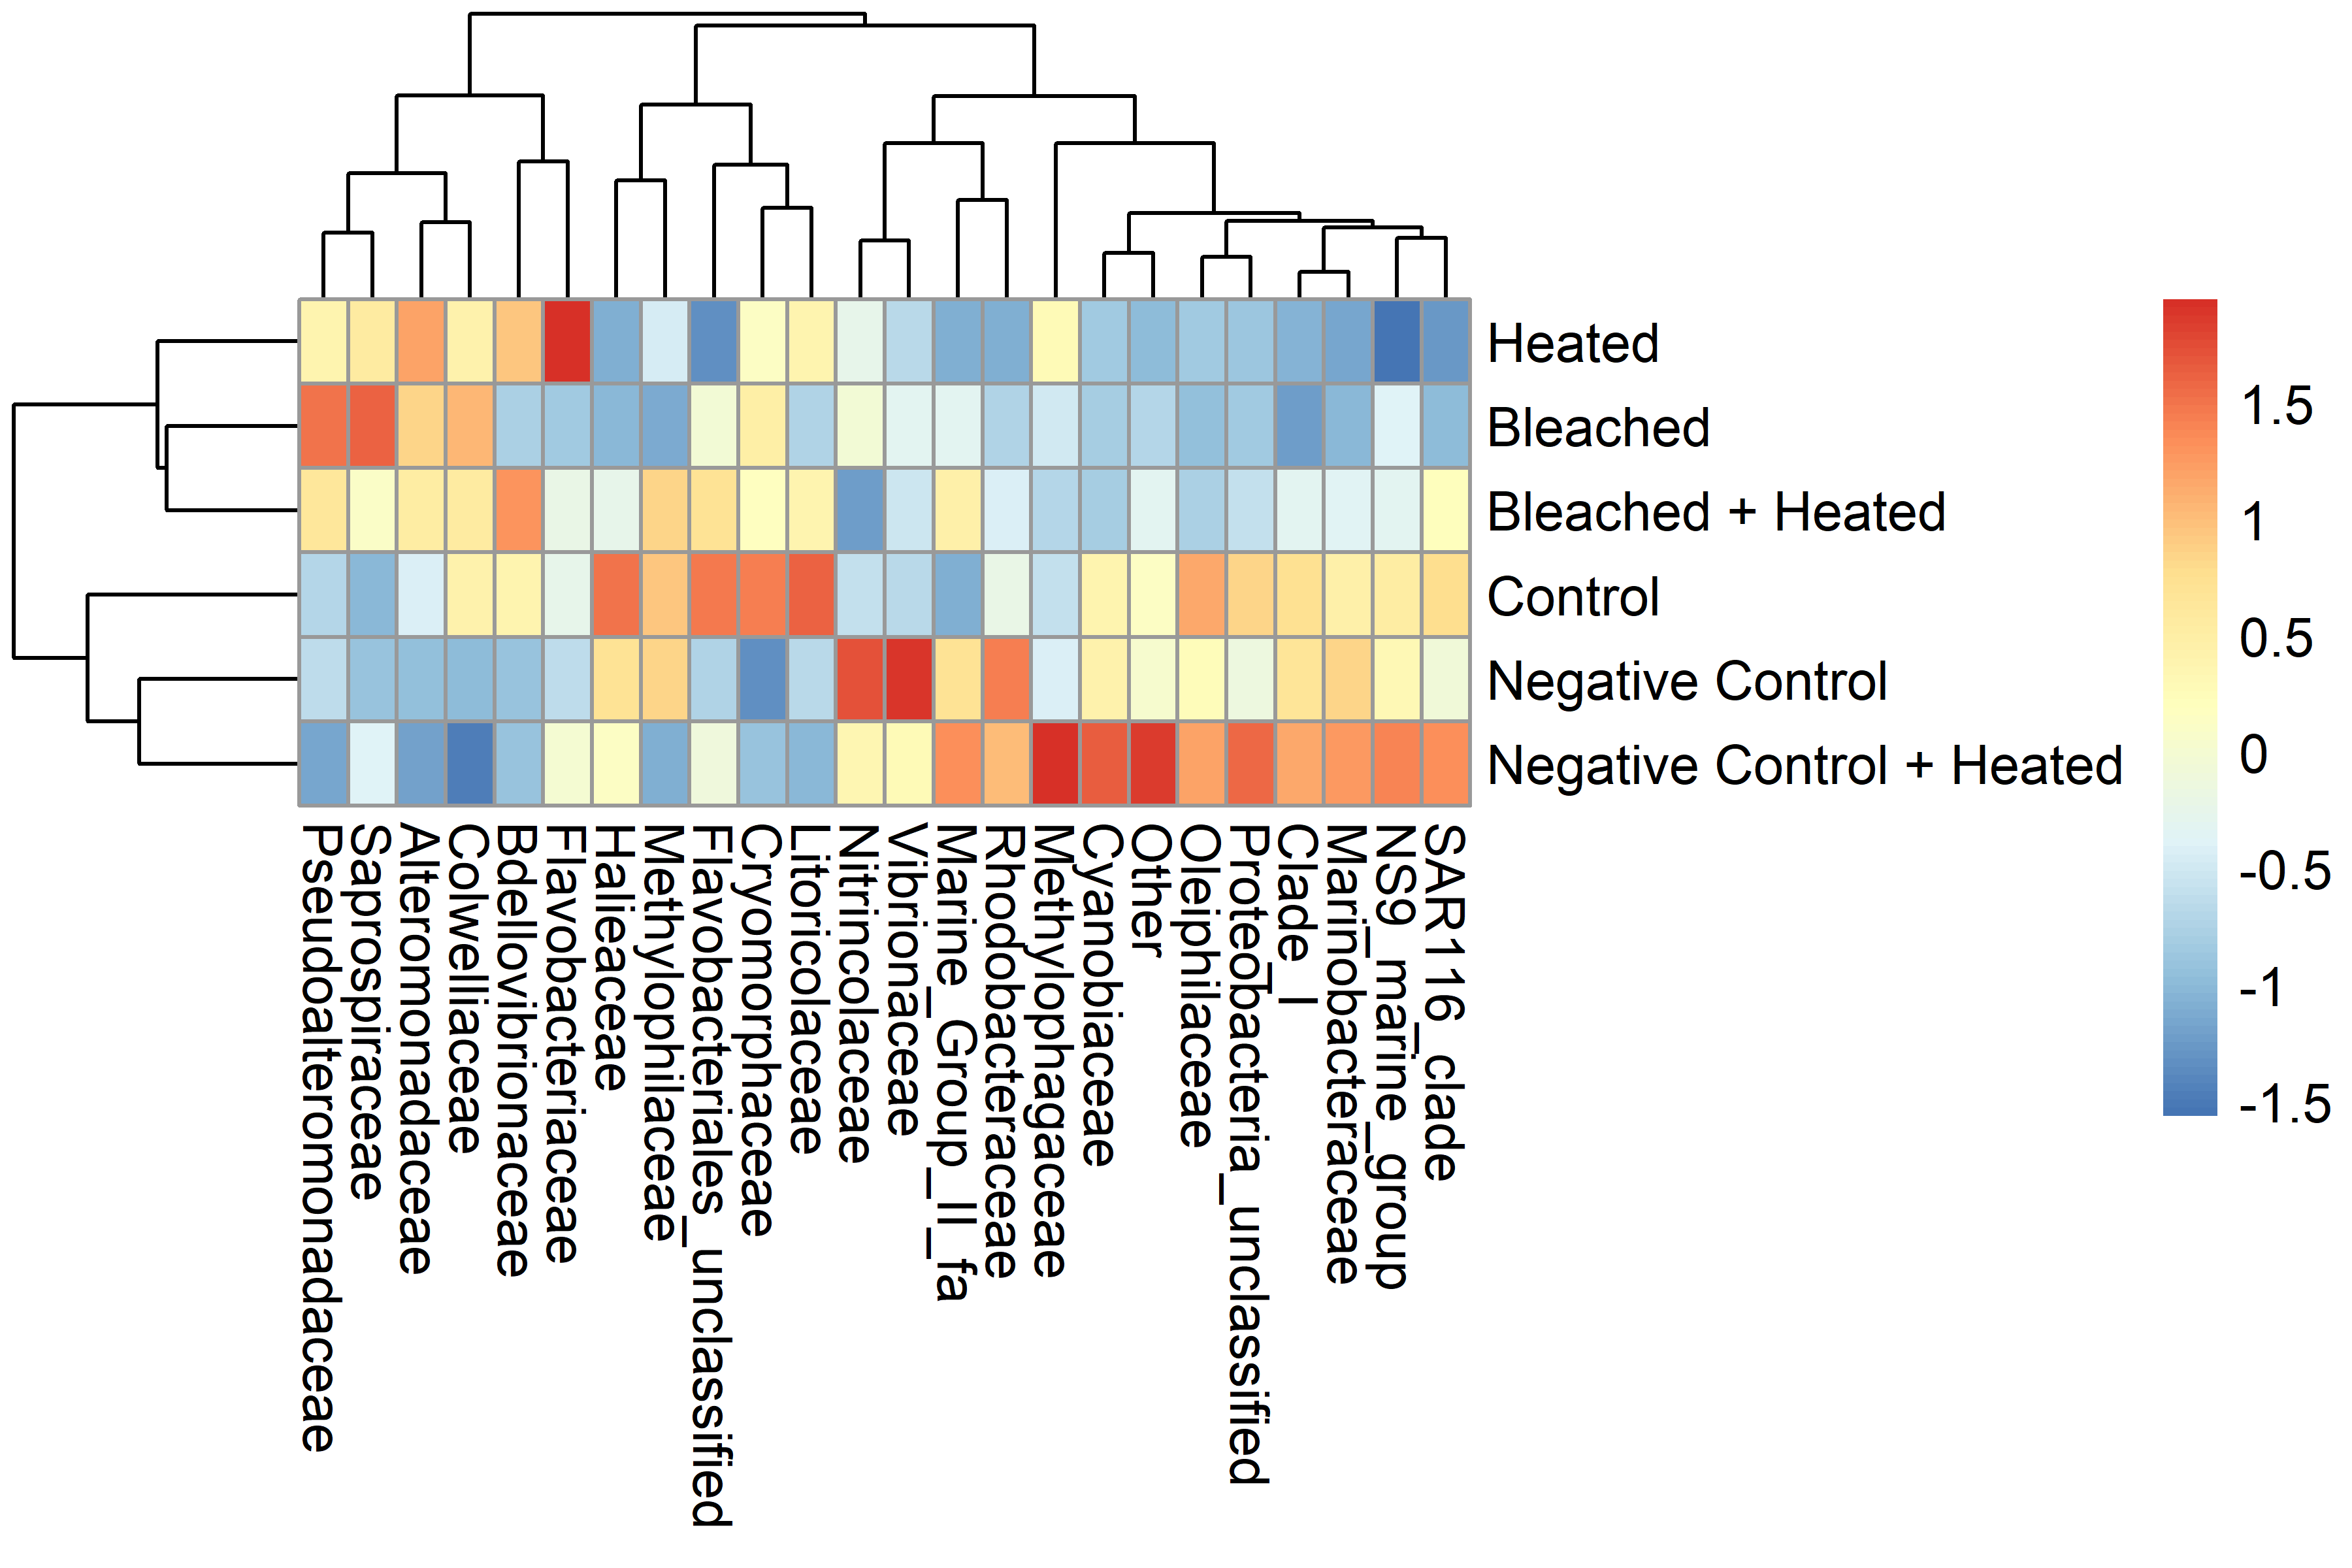 Heated
Bleached
Bleached + Heated
Control
Negative Control
Negative Control + Heated
1.5
1
0.5
0
-0.5
-1
-1.5
Pseudoalteromonadaceae
Saprospiraceae
Alteromonadaceae
Colwelliaceae
Bdellovibrionaceae
Flavobacteriaceae
Halieaceae
Methylophilaceae
Flavobacteriales_unclassified
Cryomorphaceae
Litoricolaceae
Nitrincolaceae
Vibrionaceae
Marine_Group_II_fa
Rhodobacteraceae
Methylophagaceae
Cyanobiaceae
Other
Oleiphilaceae
Proteobacteria_unclassified
Clade_I
Marinobacteraceae
NS9_marine_group
SAR116_clade